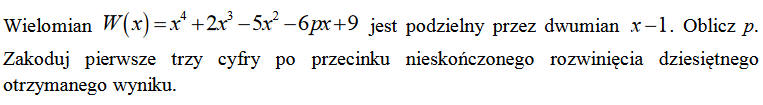 Wielomian W(x)=x⁴+2x³−5x²−6px+9 jest podzielny przez dwumian x−1. Oblicz p.
Zakoduj pierwsze trzy cyfry po przecinku nieskończonego rozwinięcia dziesiętnego
otrzymanego wyniku.